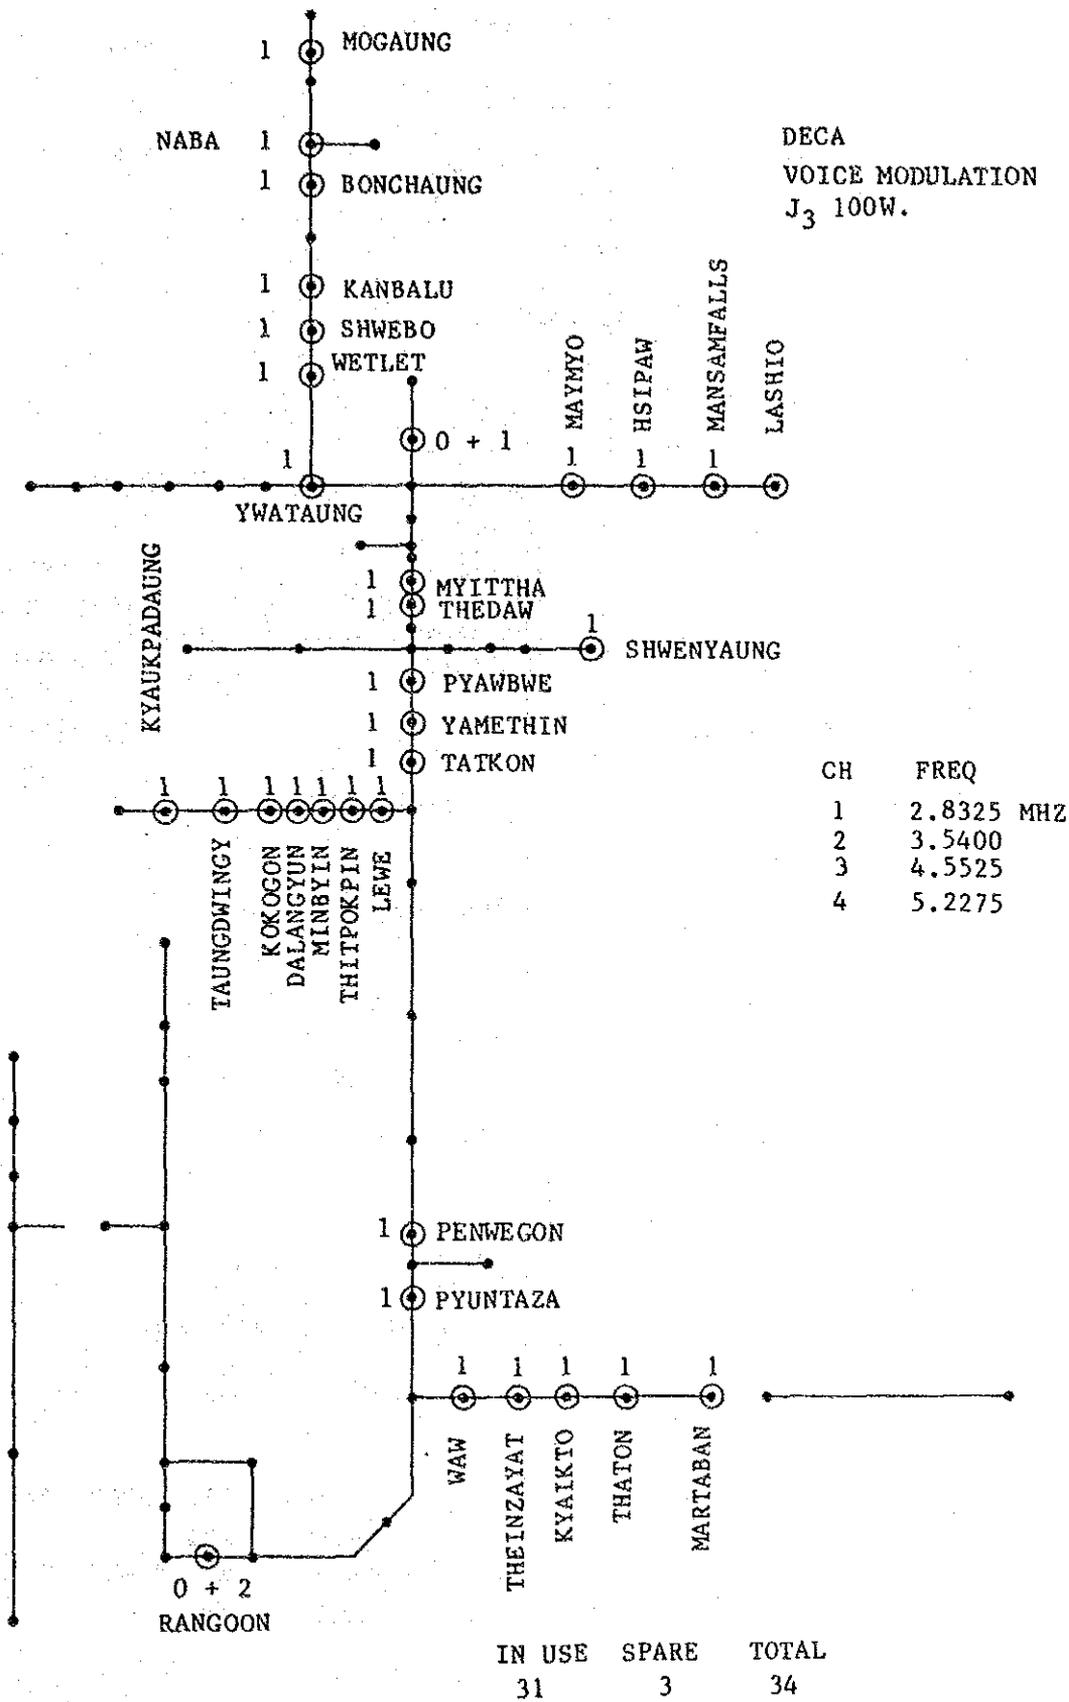 1 MOGAUNG
NABA 1
1 BONCHAUNG
DECA
VOICE MODULATION
J3 100W.
1 KANBALU
1 SHWEBO
1 WETLET
0 + 1
1
YWATAUNG
1 MAYMYO
1 HSIPAW
1 MANSAMFALLS
LASHIO
1 MYITTHA
1 THEDAW
KYAUKPADAUNG
1
SHWENYAUNG
1 PYAWBWE
1 YAMETHIN
1 TATKON
1
1 TAUNGDWINGY
1 KOKOGON
1 DALANGYUN
1 MINBYIN
1 THITPOKPIN
1 LEWE
CH FREQ
1 2.8325 MHZ
2 3.5400
3 4.5525
4 5.2275
1 PENWEGON
1 PYUNTAZA
1 WAW
1 THEINZAYAT
1 KYAIKTO
1 THATON
1 MARTABAN
0 + 2
RANGOON
IN USE SPARE TOTAL
31 3 34